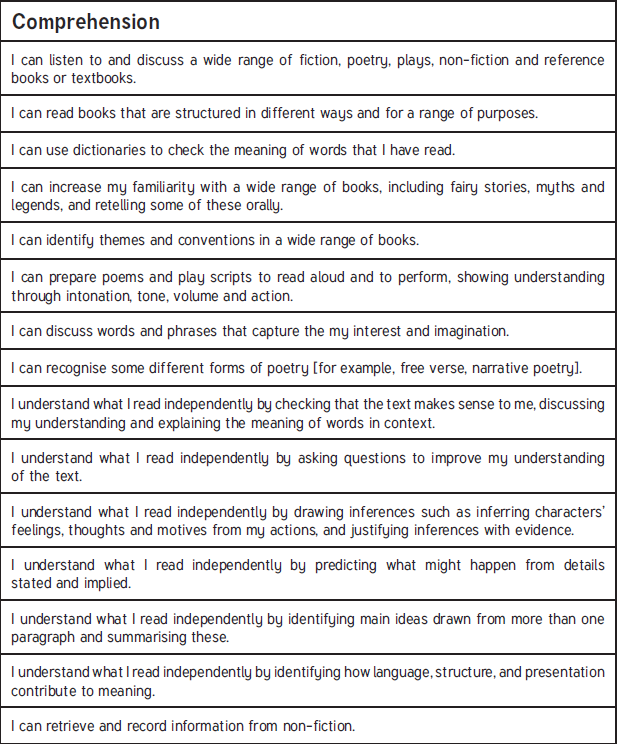 Comprehension
I can listen to and discuss a wide range of fiction, poetry, plays, non-fiction and reference
books or textbooks.
I can read books that are structured in different ways and for a range of purposes.
I can use dictionaries to check the meaning of words that I have read.
I can increase my familiarity with a wide range of books, including fairy stories, myths and
legends, and retelling some of these orally.
I can identify themes and conventions in a wide range of books.
I can prepare poems and play scripts to read aloud and to perform, showing understanding
through intonation, tone, volume and action.
I can discuss words and phrases that capture the my interest and imagination.
I can recognise some different forms of poetry [for example, free verse, narrative poetry].
I understand what I read independently by checking that the text makes sense to me, discussing
my understanding and explaining the meaning of words in context.
I understand what I read independently by asking questions to improve my understanding
of the text.
I understand what I read independently by drawing inferences such as inferring characters'
feelings, thoughts and motives from my actions, and justifying inferences with evidence.
I understand what I read independently by predicting what might happen from details
stated and implied.
I understand what I read independently by identifying main ideas drawn from more than one
paragraph and summarising these.
I understand what I read independently by identifying how language, structure, and presentation
contribute to meaning.
I can retrieve and record information from non-fiction.